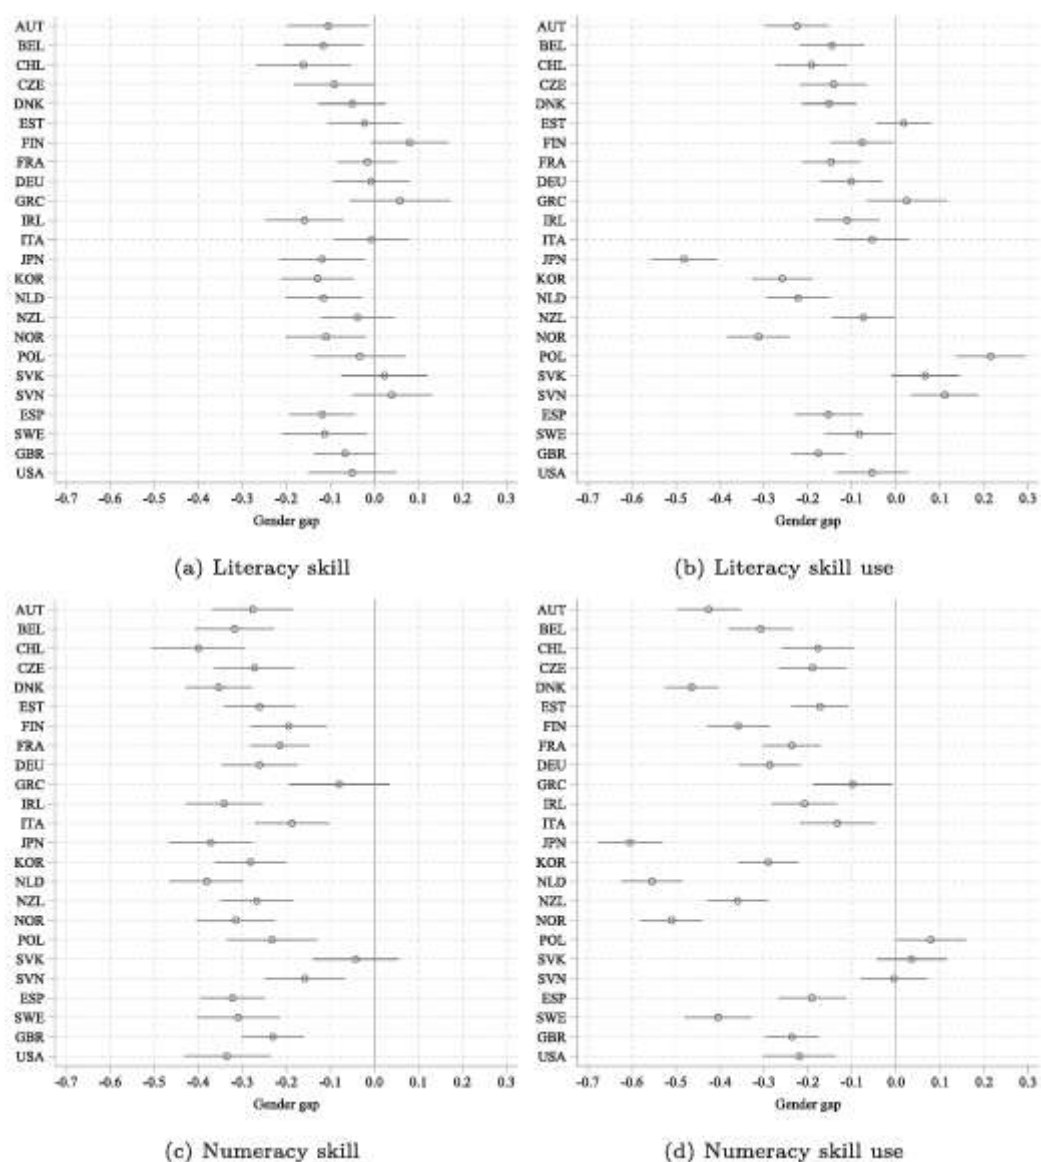 AUT
BEL
CHL
CZE
DNK
EST
FIN
FRA
DEU
GRC
IRL
ITA
JPN
KOR
NLD
NZL
NOR
POL
SVK
SVN
ESP
SWE
GBR
USA
-0.7 -0.6 -0.5 -0.4 -0.3 -0.2 -0.1 0.0 0.1 0.2 0.3
Gender gap
(a) Literacy skill
AUT
BEL
CHL
CZE
DNK
EST
FIN
FRA
DEU
GRC
IRL
ITA
JPN
KOR
NLD
NZL
NOR
POL
SVK
SVN
ESP
SWE
GBR
USA
-0.7 -0.6 -0.5 -0.4 -0.3 -0.2 -0.1 0.0 0.1 0.2 0.3
Gender gap
(b) Literacy skill use
AUT
BEL
CHL
CZE
DNK
EST
FIN
FRA
DEU
GRC
IRL
ITA
JPN
KOR
NLD
NZL
NOR
POL
SVK
SVN
ESP
SWE
GBR
USA
-0.7 -0.6 -0.5 -0.4 -0.3 -0.2 -0.1 0.0 0.1 0.2 0.3
Gender gap
(c) Numeracy skill
AUT
BEL
CHL
CZE
DNK
EST
FIN
FRA
DEU
GRC
IRL
ITA
JPN
KOR
NLD
NZL
NOR
POL
SVK
SVN
ESP
SWE
GBR
USA
-0.7 -0.6 -0.5 -0.4 -0.3 -0.2 -0.1 0.0 0.1 0.2 0.3
Gender gap
(d) Numeracy skill use